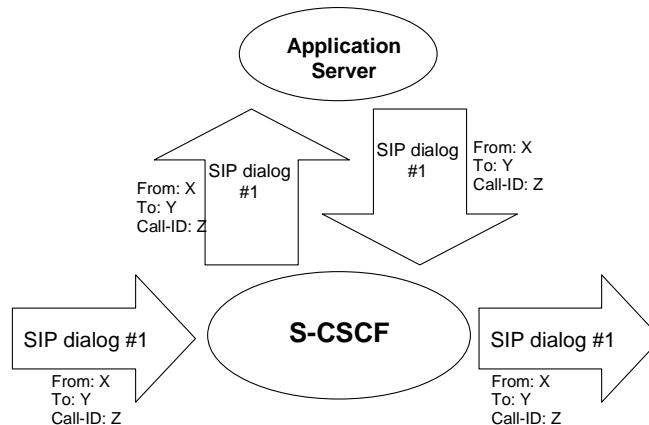 Application
Server
SIP dialog
#1
From: X
To: Y
Call-ID: Z
SIP dialog
#1
From: X
To: Y
Call-ID: Z
S-CSCF
SIP dialog #1
From: X
To: Y
Call-ID: Z
SIP dialog #1
From: X
To: Y
Call-ID: Z